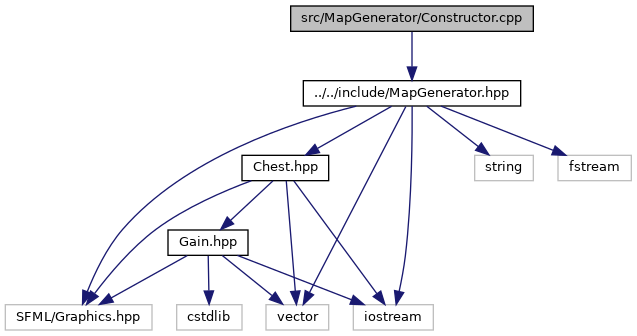 src/MapGenerator/Constructor.cpp
../../include/MapGenerator.hpp
Chest.hpp
string
fstream
Gain.hpp
SFML/Graphics.hpp
cstdlib
vector
iostream